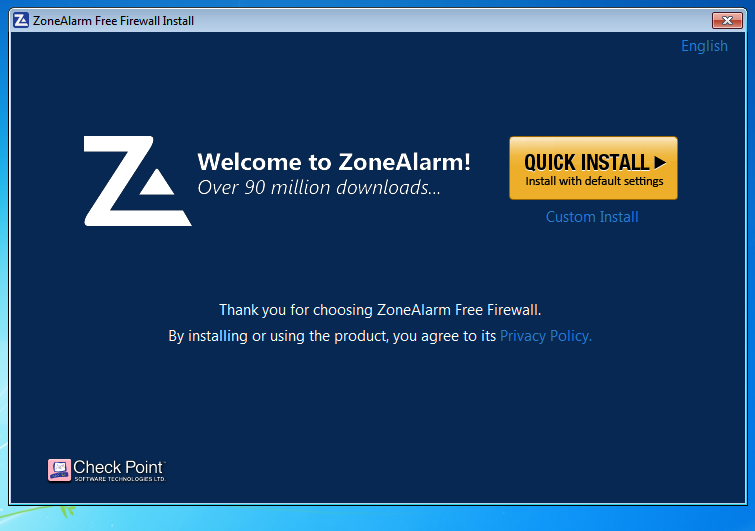 ZoneAlarm Free Firewall Install
English
Welcome to ZoneAlarm!
Over 90 million downloads...
QUICK INSTALL
Install with default settings
Custom Install
Thank you for choosing ZoneAlarm Free Firewall.
By installing or using the product, you agree to its Privacy Policy.
Check Point
SOFTWARE TECHNOLOGIES LTD.